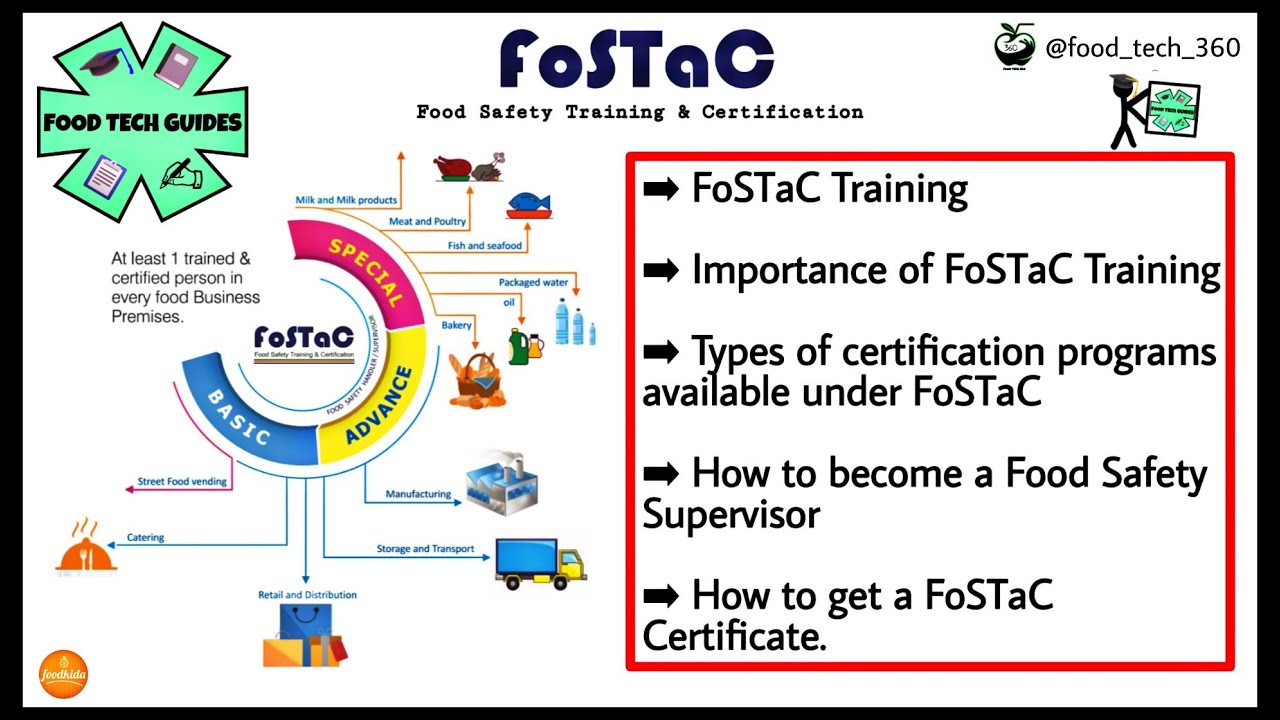 FOOD TECH GUIDES
FoSTaC
Food Safety Training & Certification
360
@food_tech_360
FOOD TECH
GUIDES
At least 1 trained &
certified person in
every food Business
Premises.
Milk and Milk products
Meat and Poultry
Fish and seafood
Packaged water
oil
Bakery
SPECIAL
ADVANCE
BASIC
FoSTaC
Food Safety Training & Certification
FOOD SAFETY HANDLER / SUPERVISOR
Street Food vending
Catering
Retail and Distribution
Storage and Transport
Manufacturing
foodkida
➡ FoSTaC Training
➡ Importance of FoSTaC Training
➡ Types of certification programs
available under FoSTaC
➡ How to become a Food Safety
Supervisor
➡ How to get a FoSTaC
Certificate.